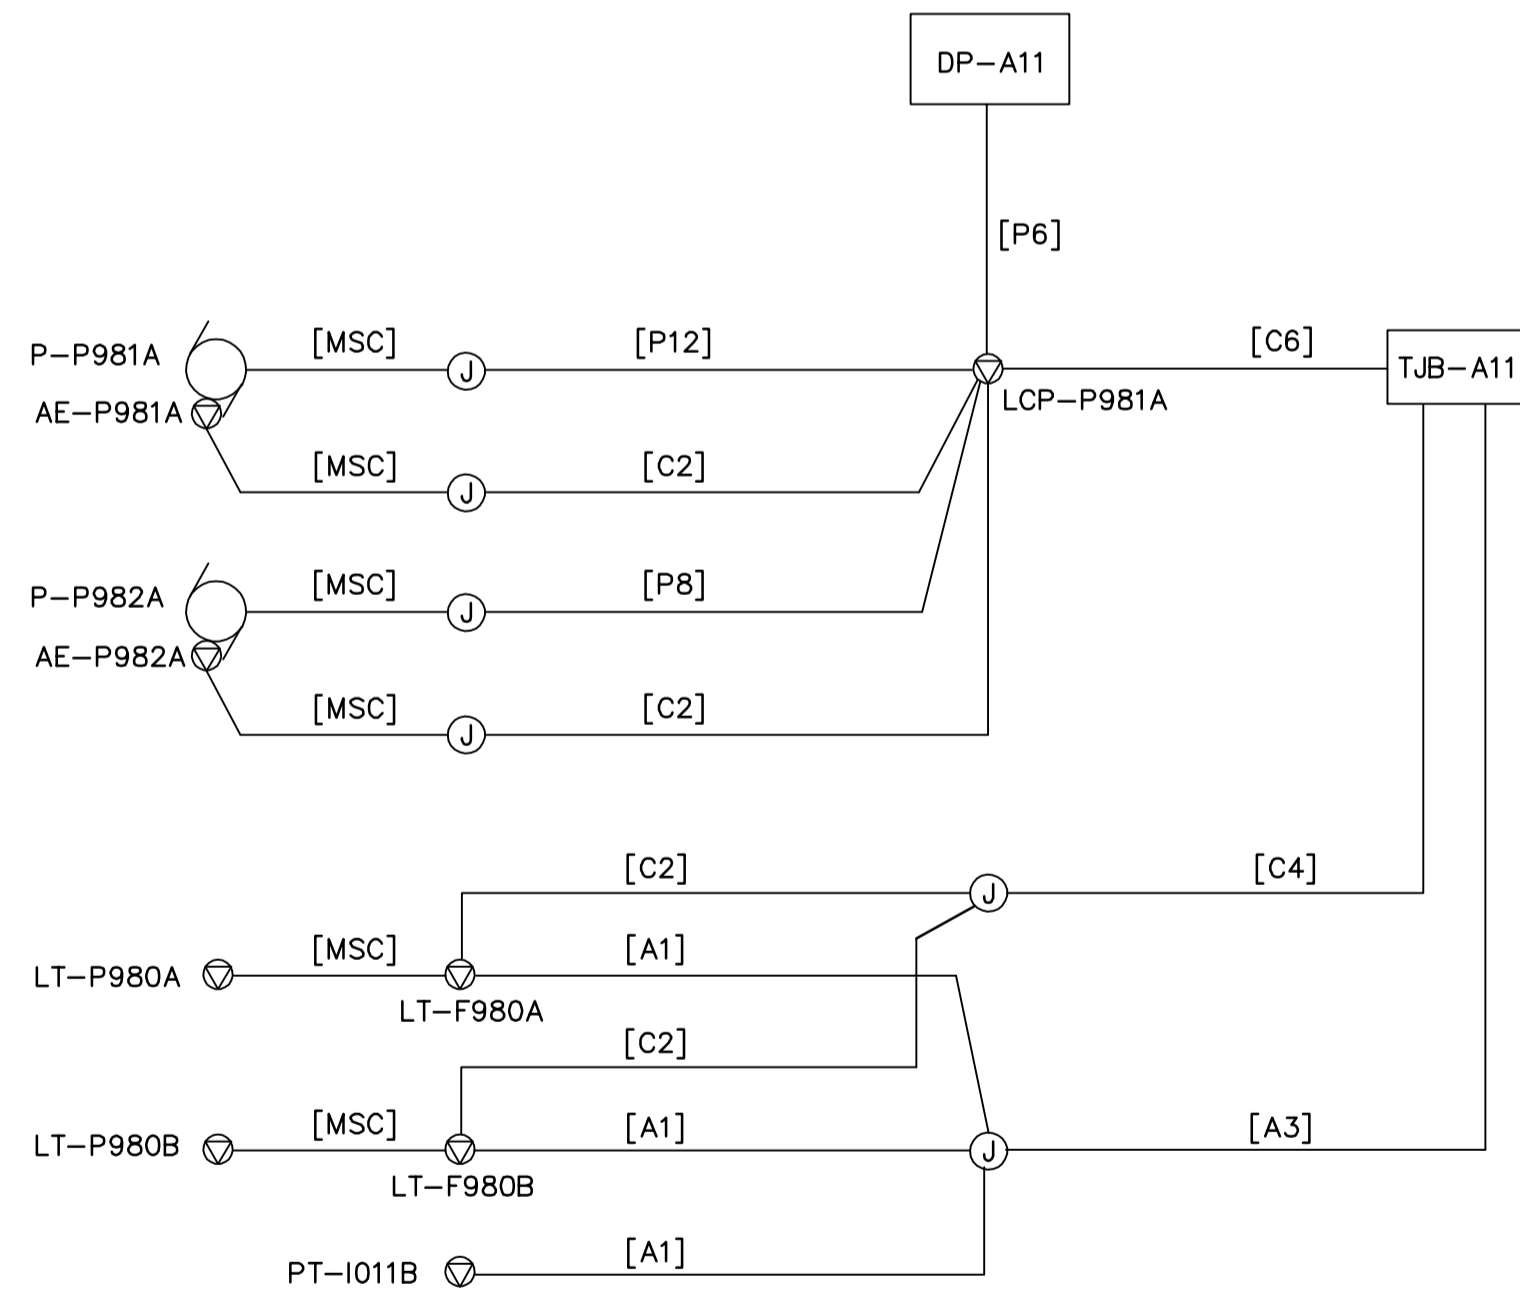 DP-A11
[P6]
P-P981A
[MSC]
J
[P12]
[C6]
TJB-A11
AE-P981A
LCP-P981A
[MSC]
J
[C2]
P-P982A
[MSC]
J
[P8]
AE-P982A
[MSC]
J
[C2]
[C2]
J
[C4]
LT-P980A
[MSC]
[A1]
LT-F980A
[C2]
LT-P980B
[MSC]
[A1]
J
[A3]
LT-F980B
PT-I011B
[A1]